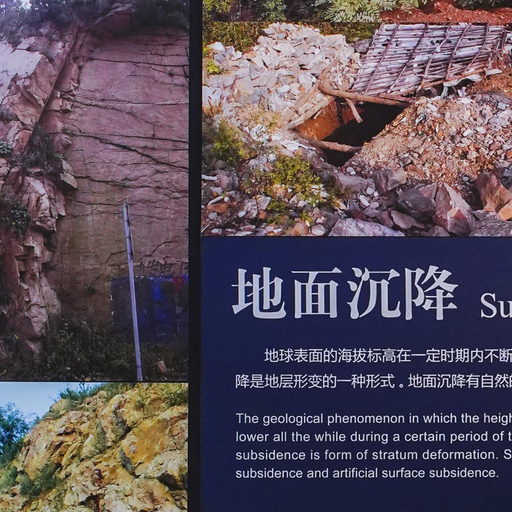 地面沉降 Su
地球表面的海拔标高在一定时期内不断
降是地层形变的一种形式。地面沉降有自然的
The geological phenomenon in which the heigh
lower all the while during a certain period of t
subsidence is form of stratum deformation. S
subsidence and artificial surface subsidence.